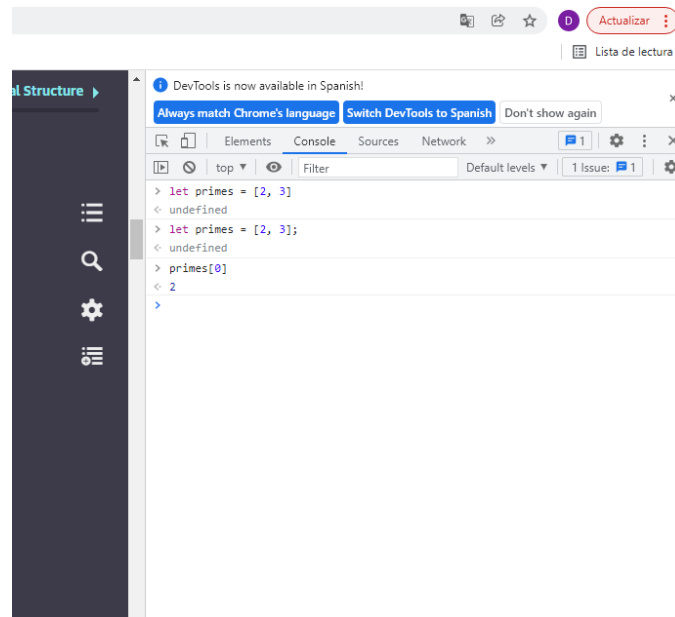 D Actualizar
Lista de lectura
al Structure
DevTools is now available in Spanish!
Always match Chrome's language Switch DevTools to Spanish Don't show again
Elements Console Sources Network » 1
top Filter Default levels 1 Issue: 1
> let primes = [2, 3]
< undefined
> let primes = [2, 3];
< undefined
> primes[0]
< 2
>